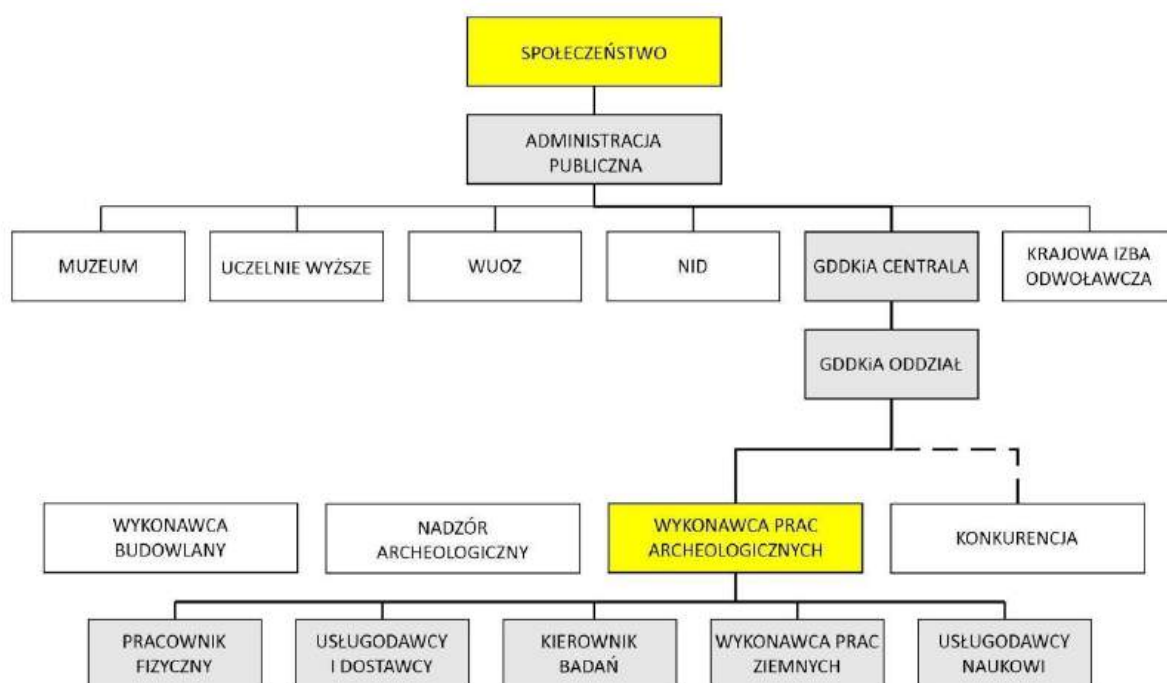 SPOŁECZEŃSTWO
ADMINISTRACJA
PUBLICZNA
MUZEUM
UCZELNIE WYŻSZE
WUOZ
NID
GDDKiA CENTRALA
KRAJOWA IZBA
ODWOŁAWCZA
GDDKiA ODDZIAŁ
WYKONAWCA
BUDOWLANY
NADZÓR
ARCHEOLOGICZNY
WYKONAWCA PRAC
ARCHEOLOGICZNYCH
KONKURENCJA
PRACOWNIK
FIZYCZNY
USŁUGODAWCY
I DOSTAWCY
KIEROWNIK
BADAŃ
WYKONAWCA PRAC
ZIEMNYCH
USŁUGODAWCY
NAUKOWI